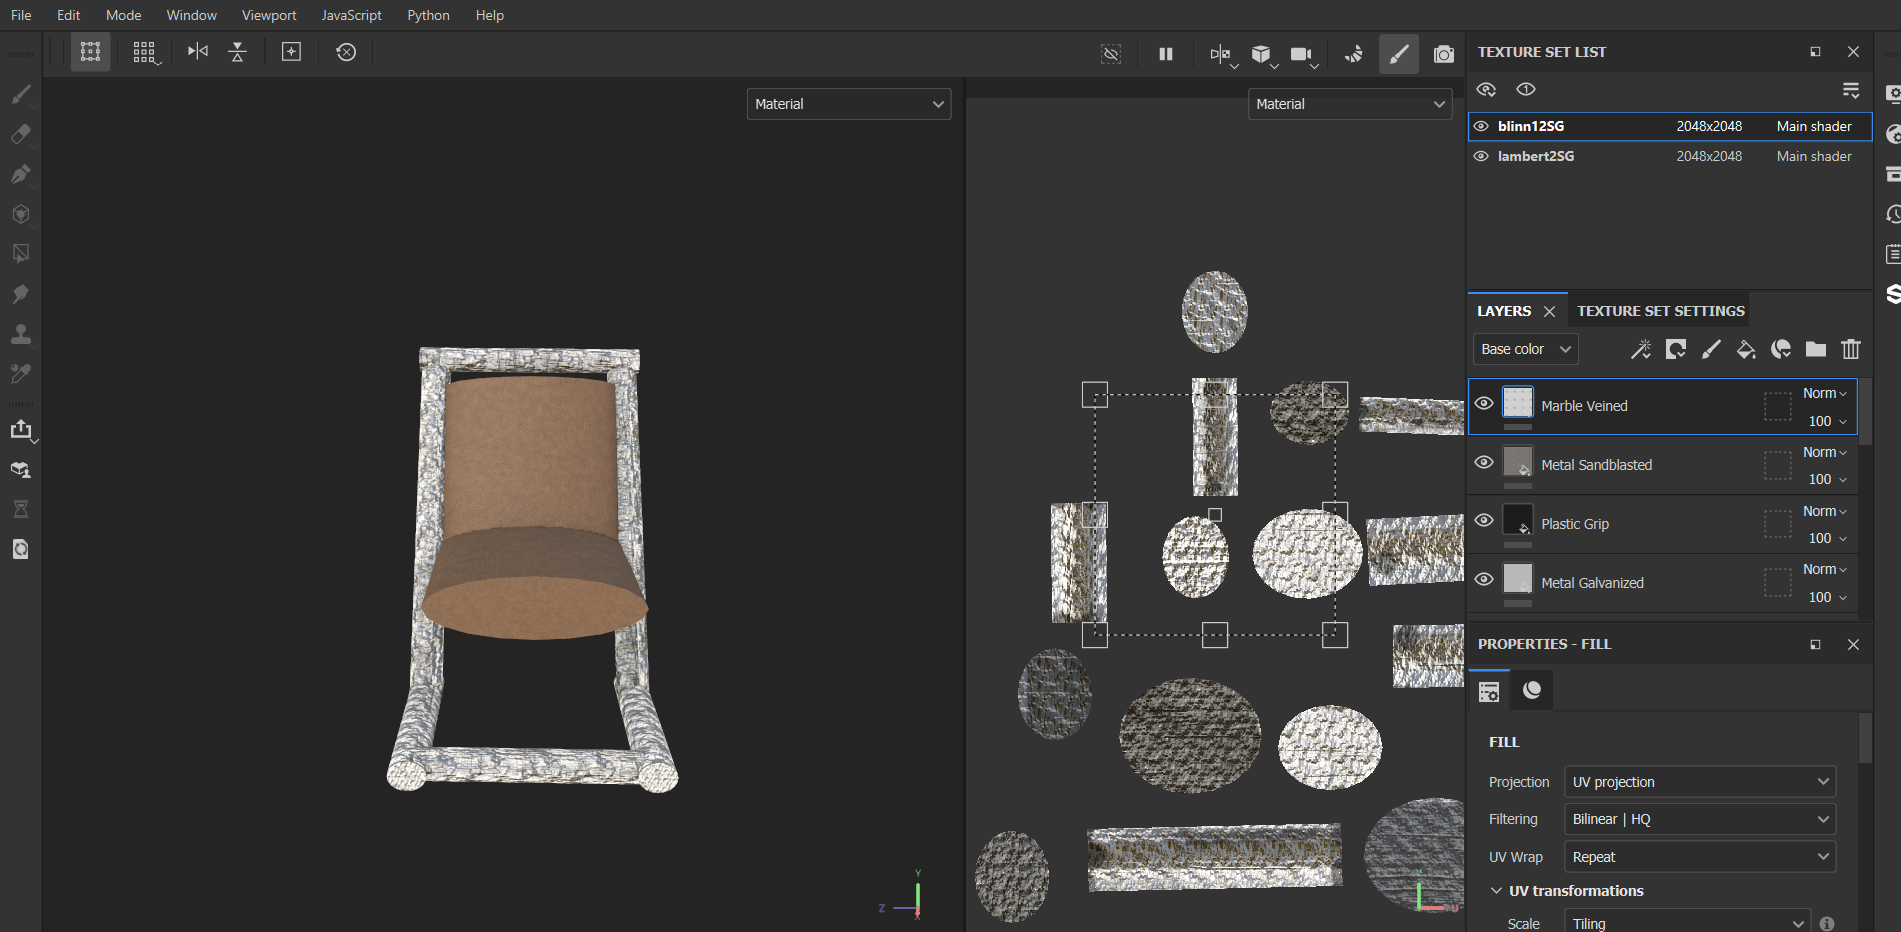 File Edit Mode Window Viewport JavaScript Python Help
Material
Material
TEXTURE SET LIST
1
blinn12SG 2048x2048 Main shader
lambert2SG 2048x2048 Main shader
LAYERS TEXTURE SET SETTINGS
Base color
Marble Veined Norm
100
Metal Sandblasted Norm
100
Plastic Grip Norm
100
Metal Galvanized Norm
100
PROPERTIES - FILL
FILL
Projection UV projection
Filtering Bilinear | HQ
UV Wrap Repeat
UV transformations
Scale Tiling
Y
Z
X
U